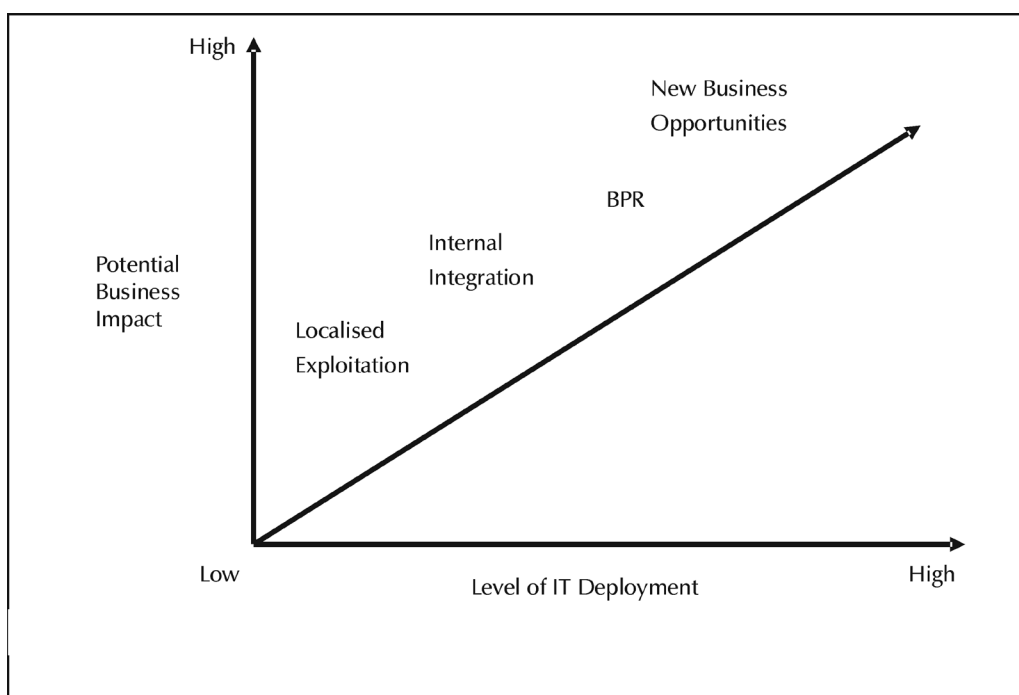 High
New Business
Opportunities
BPR
Internal
Integration
Potential
Business
Impact
Localised
Exploitation
Low
Level of IT Deployment
High